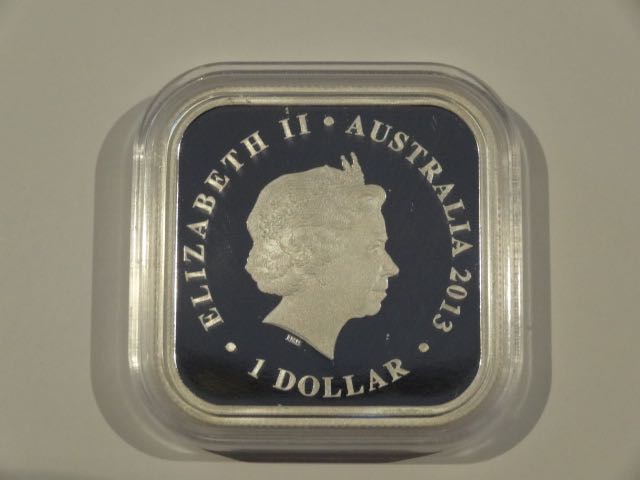 ELIZABETH II • AUSTRALIA 2013
• 1 DOLLAR •